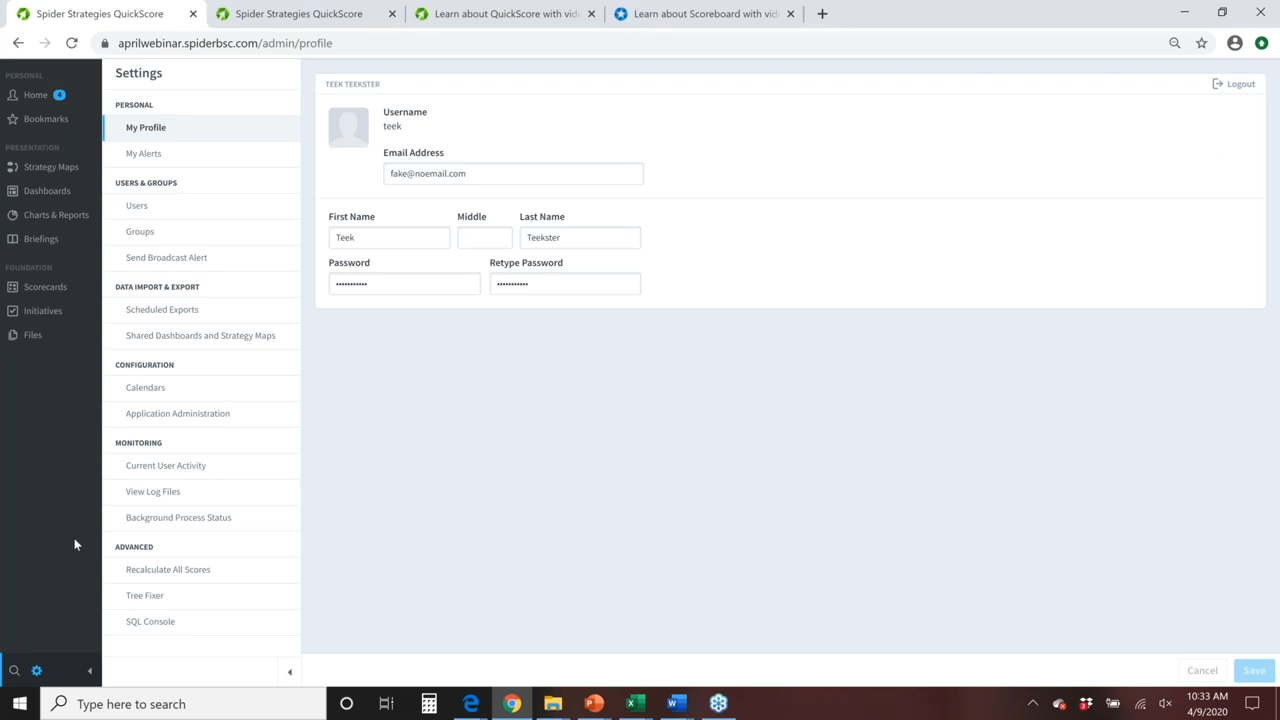 Spider Strategies QuickScore
Spider Strategies QuickScore
Learn about QuickScore with vid
Learn about Scoreboard with vid
aprilwebinar.spiderbsc.com/admin/profile
PERSONAL
Home 4
Bookmarks
PRESENTATION
Strategy Maps
Dashboards
Charts & Reports
Briefings
FOUNDATION
Scorecards
Initiatives
Files
Settings
PERSONAL
My Profile
My Alerts
USERS & GROUPS
Users
Groups
Send Broadcast Alert
DATA IMPORT & EXPORT
Scheduled Exports
Shared Dashboards and Strategy Maps
CONFIGURATION
Calendars
Application Administration
MONITORING
Current User Activity
View Log Files
Background Process Status
ADVANCED
Recalculate All Scores
Tree Fixer
SQL Console
TEEK TEEKSTER
Logout
Username
teek
Email Address
fake@noemail.com
First Name Middle Last Name
Teek Teekster
Password Retype Password
••••••••••• •••••••••••
Cancel Save
Type here to search
10:33 AM
4/9/2020